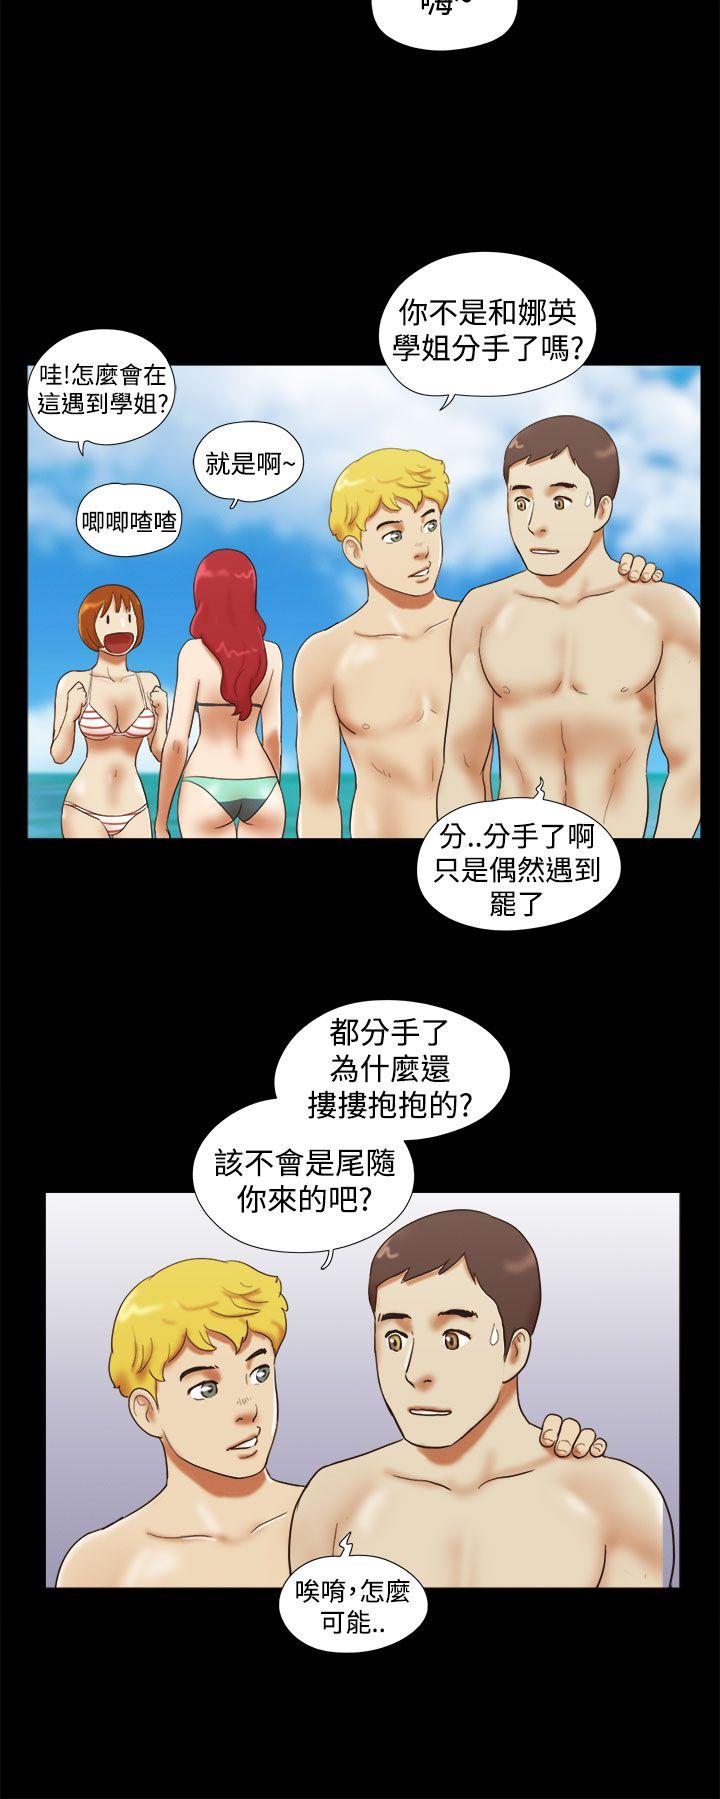 嗨~
你不是和娜英
學姐分手了嗎?
哇!怎麼會在
這遇到學姐?
就是啊~
唧唧喳喳
分..分手了啊
只是偶然遇到
罷了
都分手了
為什麼還
摟摟抱抱的?
該不會是尾隨
你來的吧?
唉唷,怎麼
可能..